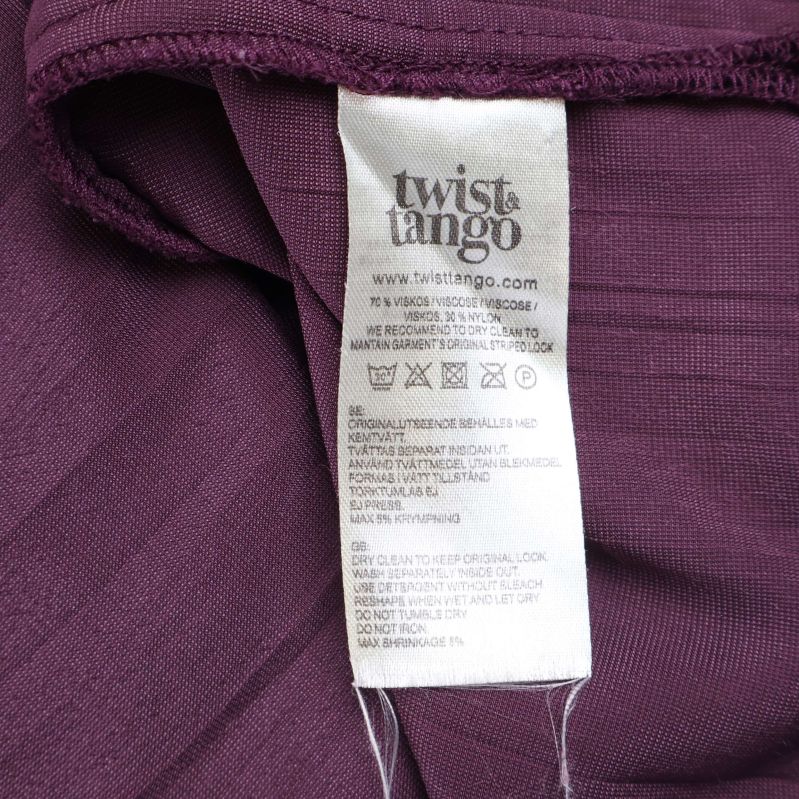 twist &
tango
www.twisttango.com
70 % VISKOS / VISCOSE / VISCOSE /
VISKOS, 30 % NYLON
WE RECOMMEND TO DRY CLEAN TO
MANTAIN GARMENT'S ORIGINAL STRIPED LOOK
30° P
SE:
ORIGINALUTSEENDE BEHÅLLES MED
KEMTVÄTT.
TVÄTTAS SEPARAT INSIDAN UT.
ANVÄND TVÄTTMEDEL UTAN BLEKMEDEL
FORMAS I VÅTT TILLSTÅND
TORKTUMLAS EJ
EJ PRESS.
MAX 5% KRYMPNING
GB:
DRY CLEAN TO KEEP ORIGINAL LOOK.
WASH SEPARATELY INSIDE OUT.
USE DETERGENT WITHOUT BLEACH
RESHAPE WHEN WET AND LET DRY
DO NOT TUMBLE DRY
DO NOT IRON.
MAX SHRINKAGE 5%